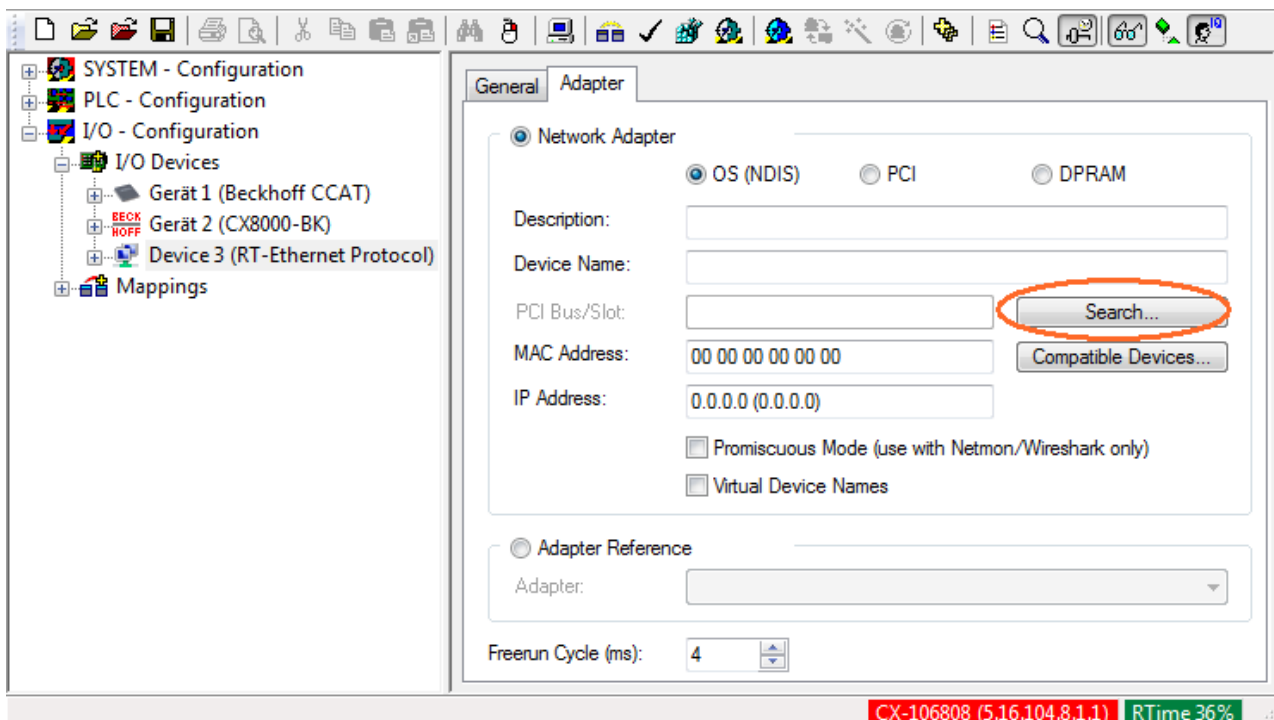 SYSTEM - Configuration
PLC - Configuration
I/O - Configuration
I/O Devices
Gerät 1 (Beckhoff CCAT)
BECK
HOFF
Gerät 2 (CX8000-BK)
Device 3 (RT-Ethernet Protocol)
Mappings
General Adapter
Network Adapter
OS (NDIS) PCI DPRAM
Description:
Device Name:
PCI Bus/Slot: Search...
MAC Address: 00 00 00 00 00 00 Compatible Devices...
IP Address: 0.0.0.0 (0.0.0.0)
Promiscuous Mode (use with Netmon/Wireshark only)
Virtual Device Names
Adapter Reference
Adapter:
Freerun Cycle (ms): 4
CX-106808 (5.16.104.8.1.1) RTime 36%